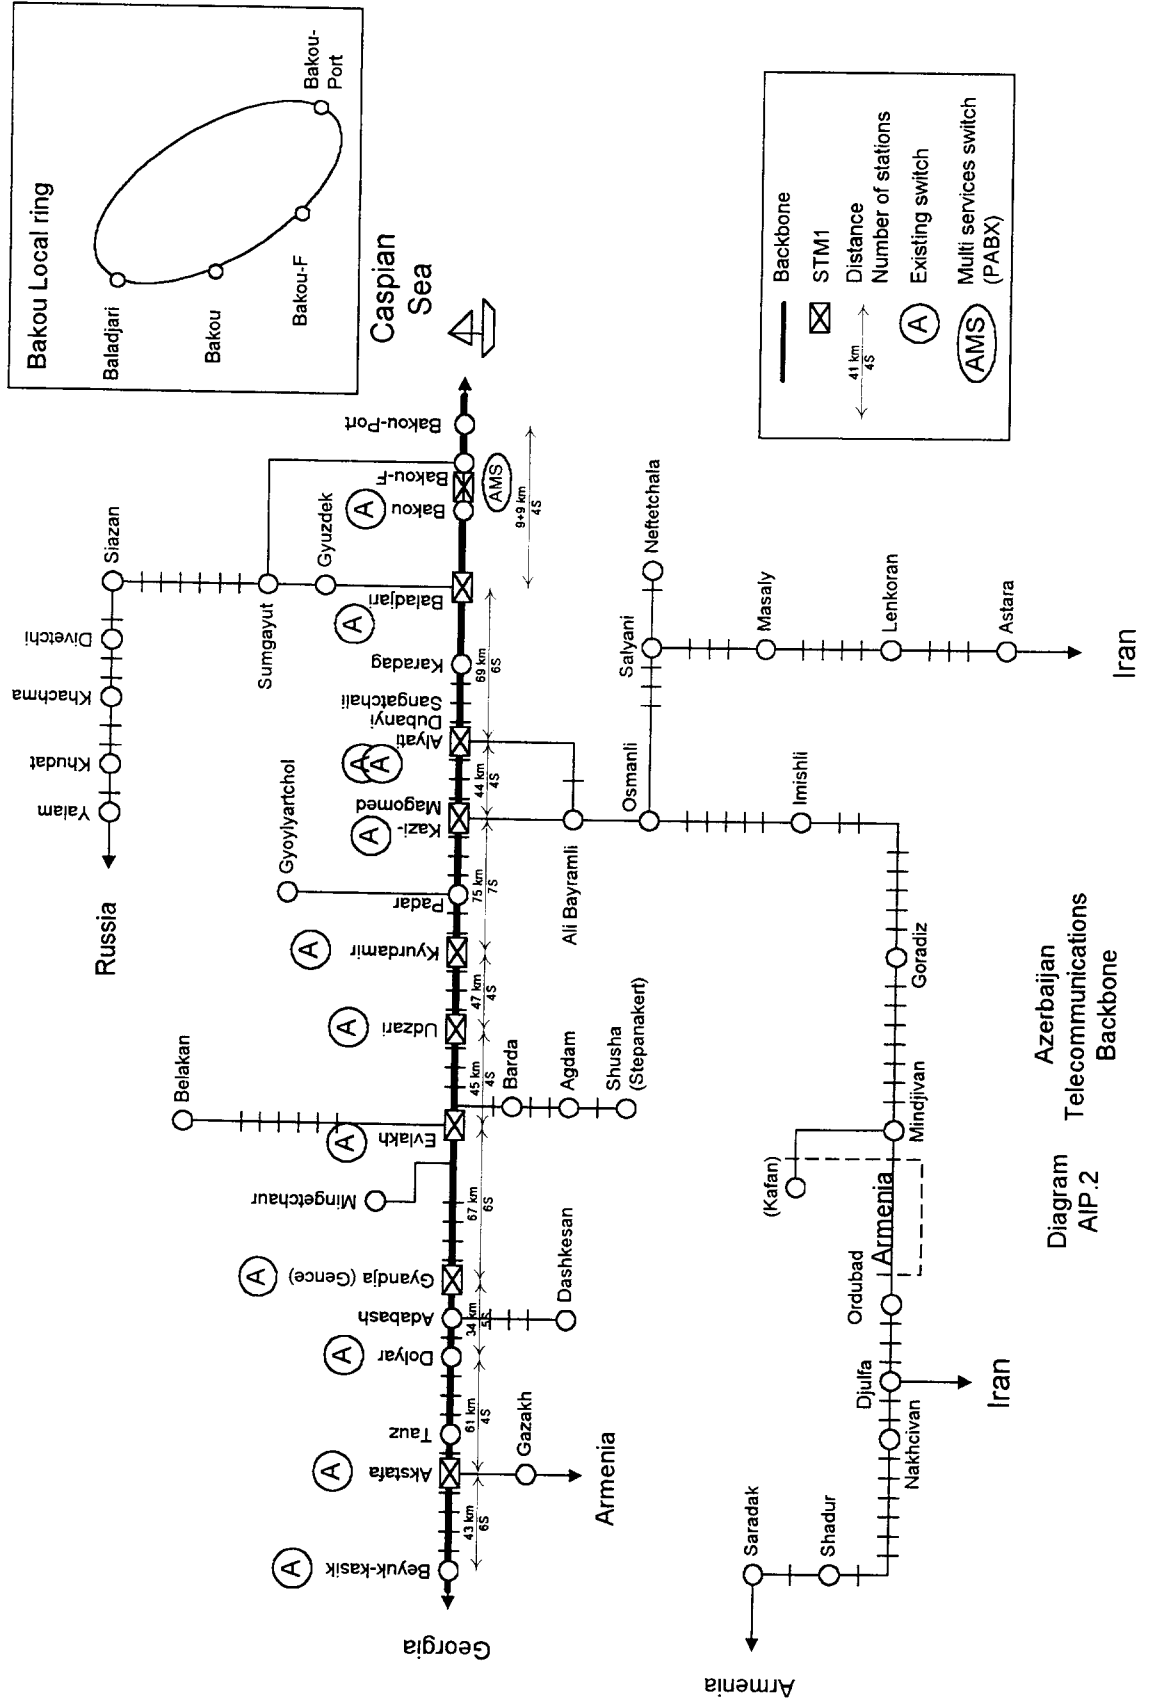 Bakou Local ring
Baladjari
Bakou
Bakou-F
Bakou-
Port
Caspian
Sea
Russia
Yalam
Khudat
Khachma
Divetchi
Siazan
Sumgayut
Gyuzdek
Belakan
Gyoylyartchol
Mingetchaur
Georgia
Beyuk-kasik
Akstafa
Tauz
Dolyar
Adabash
Gyandja (Gence)
Evlakh
Udzari
Kyurdamir
Padar
Kazi-
Magomed
Alyati
Dubanyi
Sangatchali
Karadag
Baladjari
Bakou
Bakou-F
Bakou-Port
A
A
A
A
A
A
A
A
A
A
A
A
AMS
43 km
6S
61 km
4S
34 km
5S
67 km
6S
45 km
4S
47 km
4S
75 km
7S
44 km
4S
69 km
6S
9+9 km
4S
Gazakh
Armenia
Dashkesan
Barda
Agdam
Shusha
(Stepanakert)
Ali Bayramli
Osmanli
Salyani
Neftetchala
Masaly
Lenkoran
Astara
Iran
Imishli
Goradiz
Mindjivan
(Kafan)
Armenia
Ordubad
Djulfa
Iran
Nakhcivan
Shadur
Saradak
Armenia
Backbone
STM1
41 km
4S
Distance
Number of stations
A
Existing switch
AMS
Multi services switch
(PABX)
Diagram
AIP.2
Azerbaijan
Telecommunications
Backbone